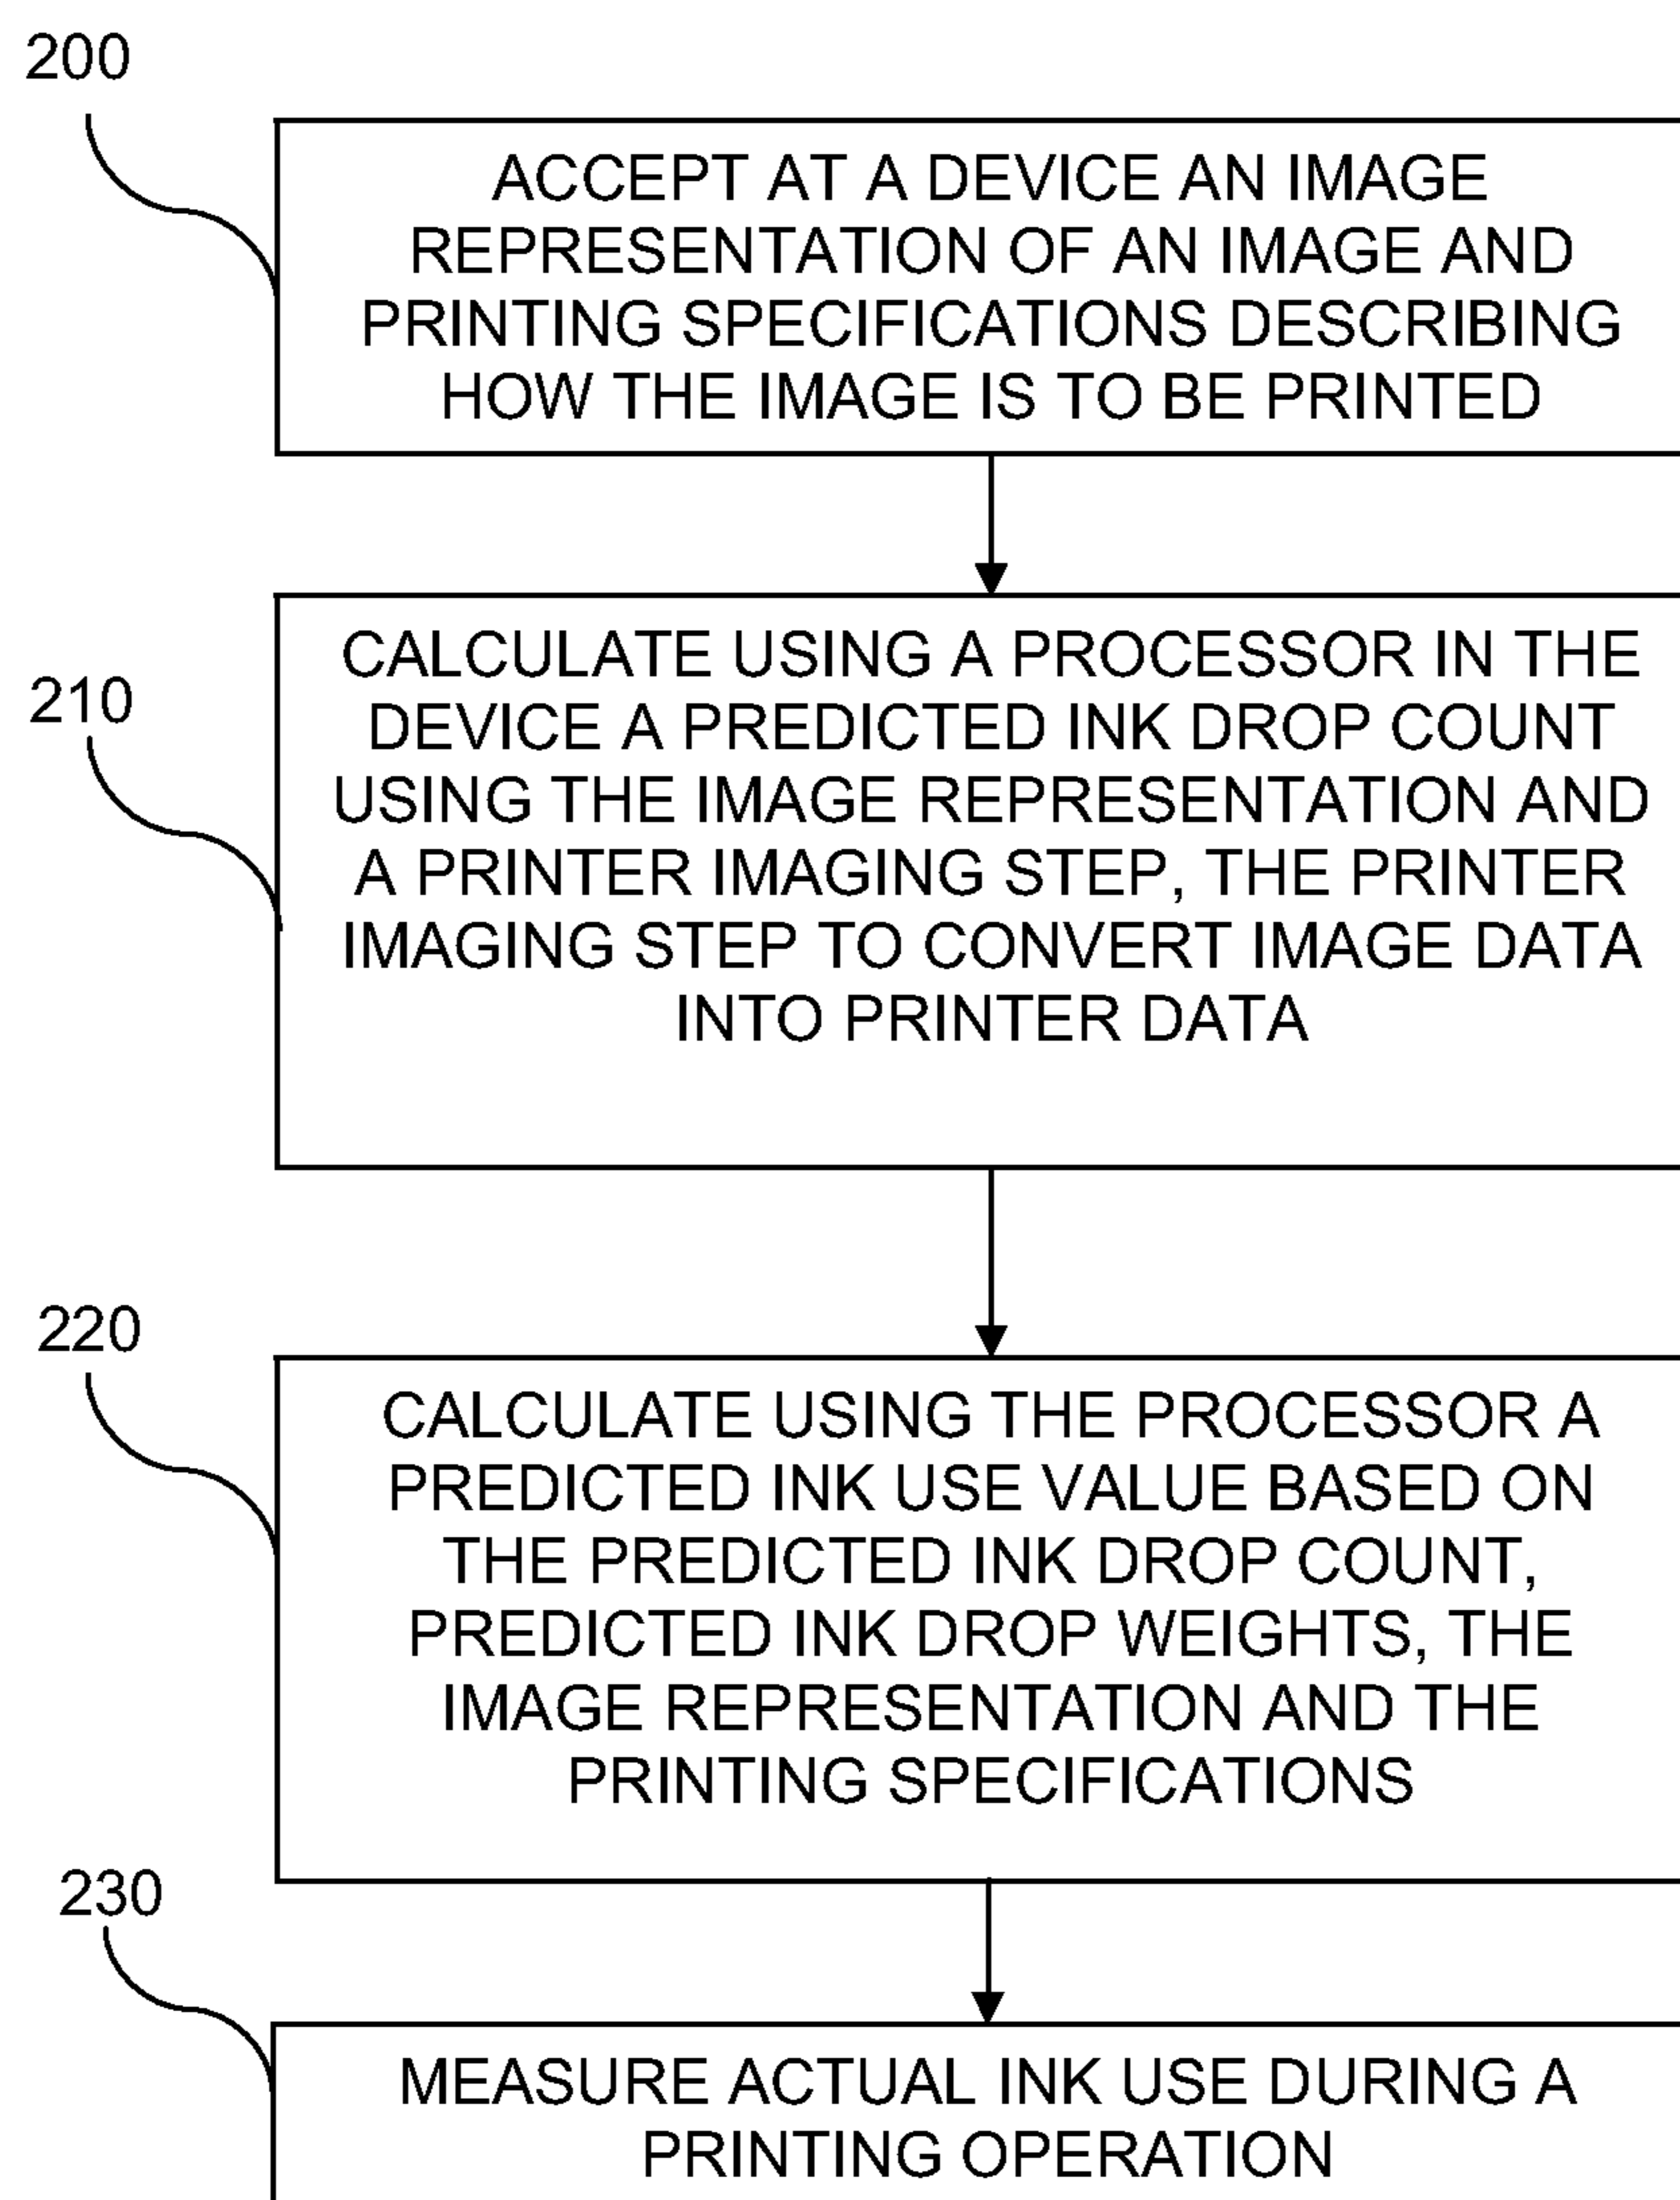 200
ACCEPT AT A DEVICE AN IMAGE
REPRESENTATION OF AN IMAGE AND
PRINTING SPECIFICATIONS DESCRIBING
HOW THE IMAGE IS TO BE PRINTED
210
CALCULATE USING A PROCESSOR IN THE
DEVICE A PREDICTED INK DROP COUNT
USING THE IMAGE REPRESENTATION AND
A PRINTER IMAGING STEP, THE PRINTER
IMAGING STEP TO CONVERT IMAGE DATA
INTO PRINTER DATA
220
CALCULATE USING THE PROCESSOR A
PREDICTED INK USE VALUE BASED ON
THE PREDICTED INK DROP COUNT,
PREDICTED INK DROP WEIGHTS, THE
IMAGE REPRESENTATION AND THE
PRINTING SPECIFICATIONS
230
MEASURE ACTUAL INK USE DURING A
PRINTING OPERATION